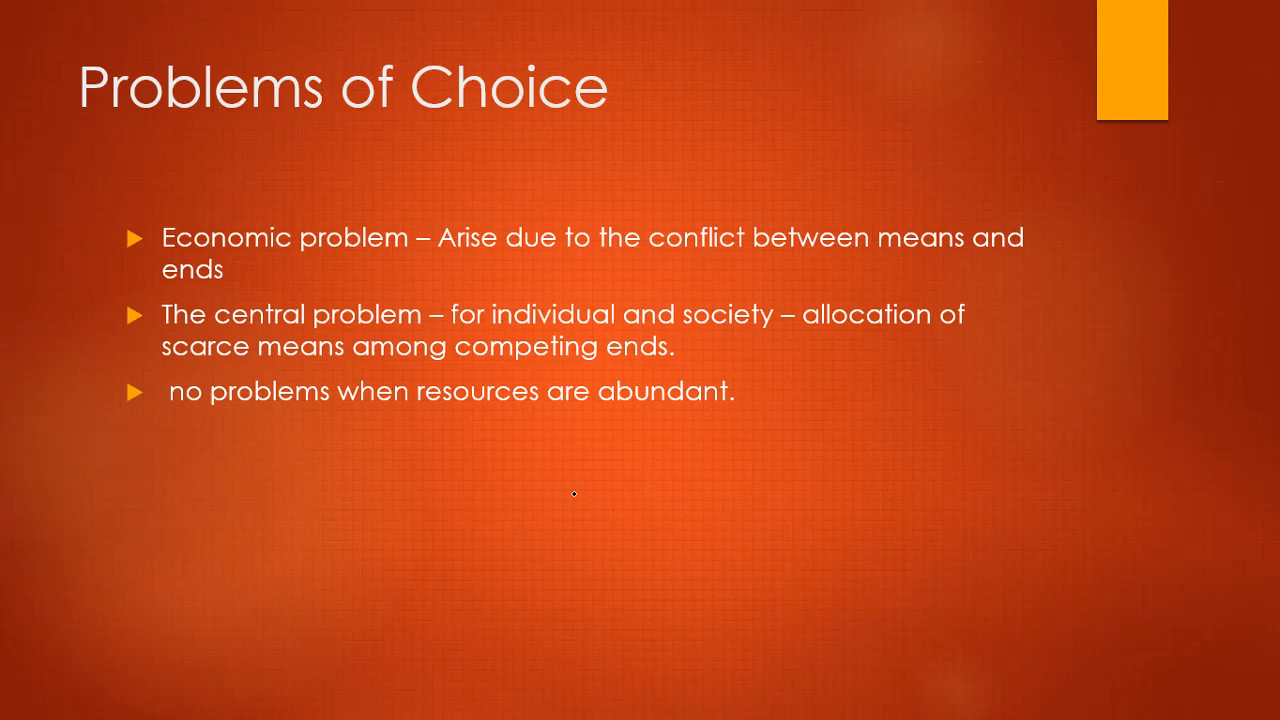 Problems of Choice
Economic problem – Arise due to the conflict between means and
ends
The central problem – for individual and society – allocation of
scarce means among competing ends.
no problems when resources are abundant.